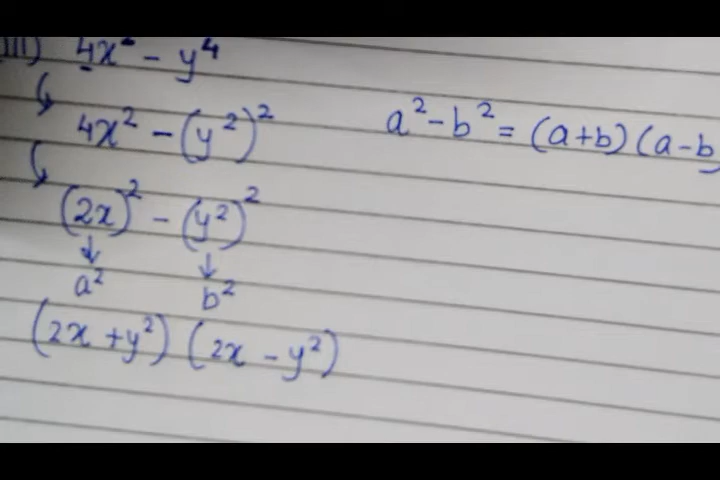 III) 4x² - y⁴
4x² - (y²)²
a² - b² = (a+b) (a-b
(2x)² - (y²)²
a² b²
(2x + y²) (2x - y²)